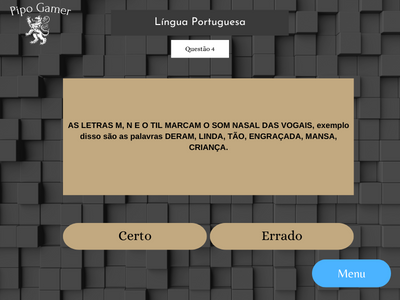 Pipo Gamer
Língua Portuguesa
Questão 4
AS LETRAS M, N E O TIL MARCAM O SOM NASAL DAS VOGAIS, exemplo
disso são as palavras DERAM, LINDA, TÃO, ENGRAÇADA, MANSA,
CRIANÇA.
Certo
Errado
Menu